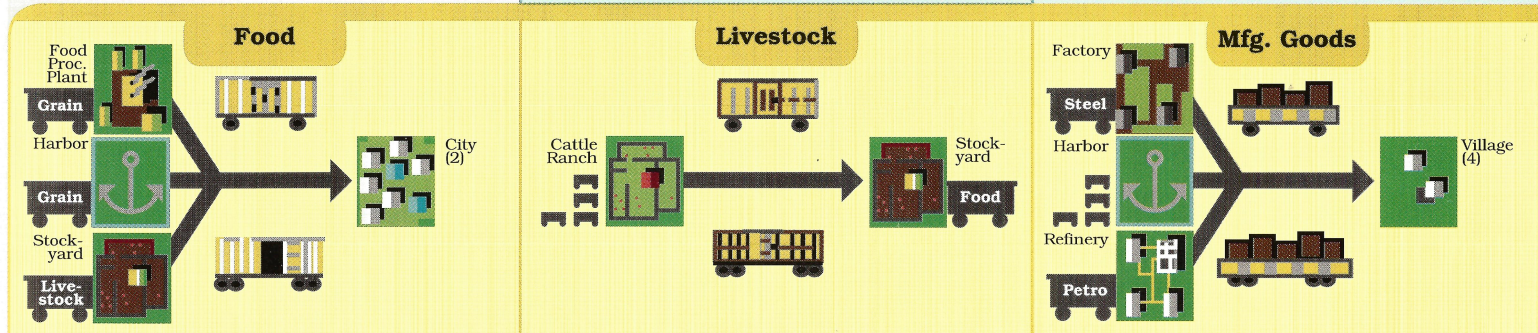 Food
Food
Proc.
Plant
Grain
Harbor
Grain
Stock-
yard
Live-
stock
City
(2)
Livestock
Cattle
Ranch
Stock-
yard
Food
Mfg. Goods
Factory
Steel
Harbor
Refinery
Petro
Village
(4)